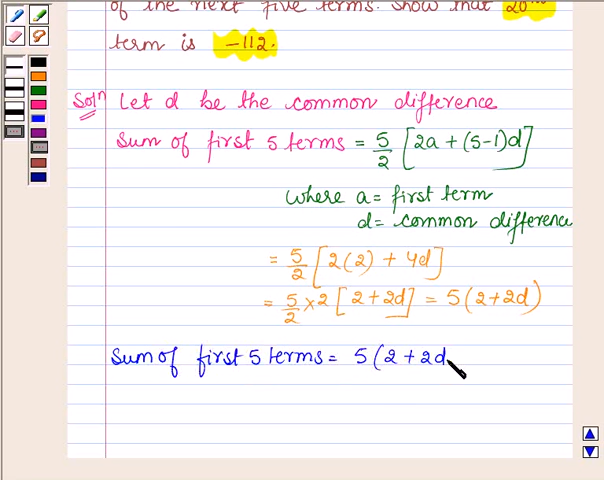 of the next five terms. Show that 20th
term is -112.
Soln Let d be the common difference
Sum of first 5 terms = 5/2 [2a + (5-1)d]
where a = first term
d = common difference
= 5/2 [2(2) + 4d]
= 5/2 × 2 [2 + 2d] = 5(2+2d)
Sum of first 5 terms = 5(2+2d